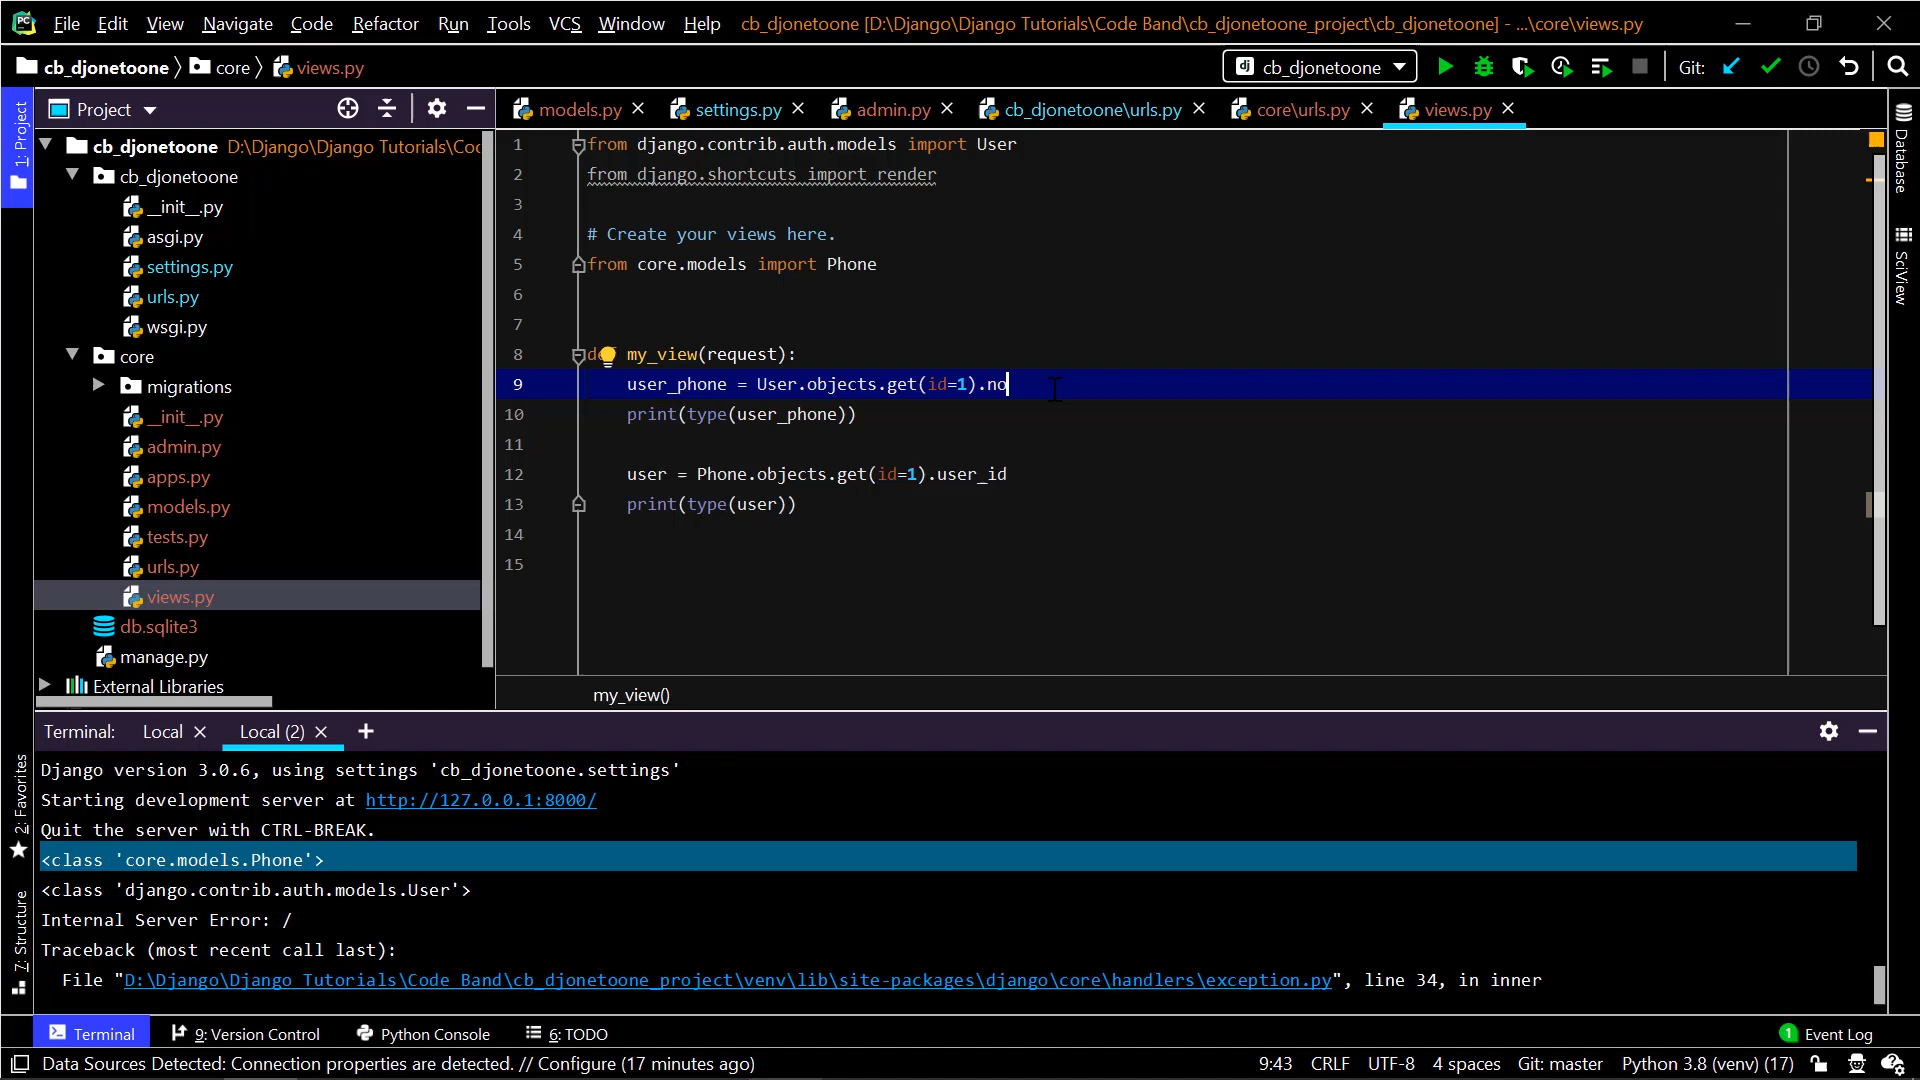 File Edit View Navigate Code Refactor Run Tools VCS Window Help cb_djonetoone [D:\Django\Django Tutorials\Code Band\cb_djonetoone_project\cb_djonetoone] - ...\core\views.py
cb_djonetoone core views.py cb_djonetoone Git:
Project
models.py settings.py admin.py cb_djonetoone\urls.py core\urls.py views.py
1: Project
cb_djonetoone D:\Django\Django Tutorials\Coc
cb_djonetoone
__init__.py
asgi.py
settings.py
urls.py
wsgi.py
core
migrations
__init__.py
admin.py
apps.py
models.py
tests.py
urls.py
views.py
db.sqlite3
manage.py
External Libraries
1 from django.contrib.auth.models import User
2 from django.shortcuts import render
3
4 # Create your views here.
5 from core.models import Phone
6
7
8 def my_view(request):
9 user_phone = User.objects.get(id=1).no
10 print(type(user_phone))
11
12 user = Phone.objects.get(id=1).user_id
13 print(type(user))
14
15
my_view()
Database
SciView
Terminal: Local Local (2)
Django version 3.0.6, using settings 'cb_djonetoone.settings'
Starting development server at http://127.0.0.1:8000/
Quit the server with CTRL-BREAK.
<class 'core.models.Phone'>
<class 'django.contrib.auth.models.User'>
Internal Server Error: /
Traceback (most recent call last):
File "D:\Django\Django Tutorials\Code Band\cb_djonetoone_project\venv\lib\site-packages\django\core\handlers\exception.py", line 34, in inner
2: Favorites
7: Structure
Terminal 9: Version Control Python Console 6: TODO 1 Event Log
Data Sources Detected: Connection properties are detected. // Configure (17 minutes ago) 9:43 CRLF UTF-8 4 spaces Git: master Python 3.8 (venv) (17)